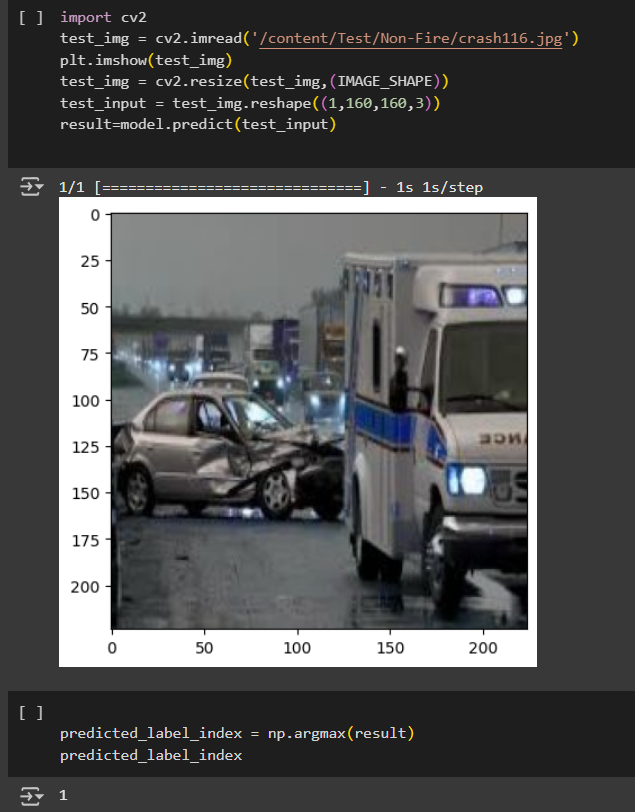 [ ] import cv2
test_img = cv2.imread('/content/Test/Non-Fire/crash116.jpg')
plt.imshow(test_img)
test_img = cv2.resize(test_img,(IMAGE_SHAPE))
test_input = test_img.reshape((1,160,160,3))
result=model.predict(test_input)
1/1 [==============================] - 1s 1s/step
0
25
50
75
100
125
150
175
200
ƎƆИA
0 50 100 150 200
[ ]
predicted_label_index = np.argmax(result)
predicted_label_index
1